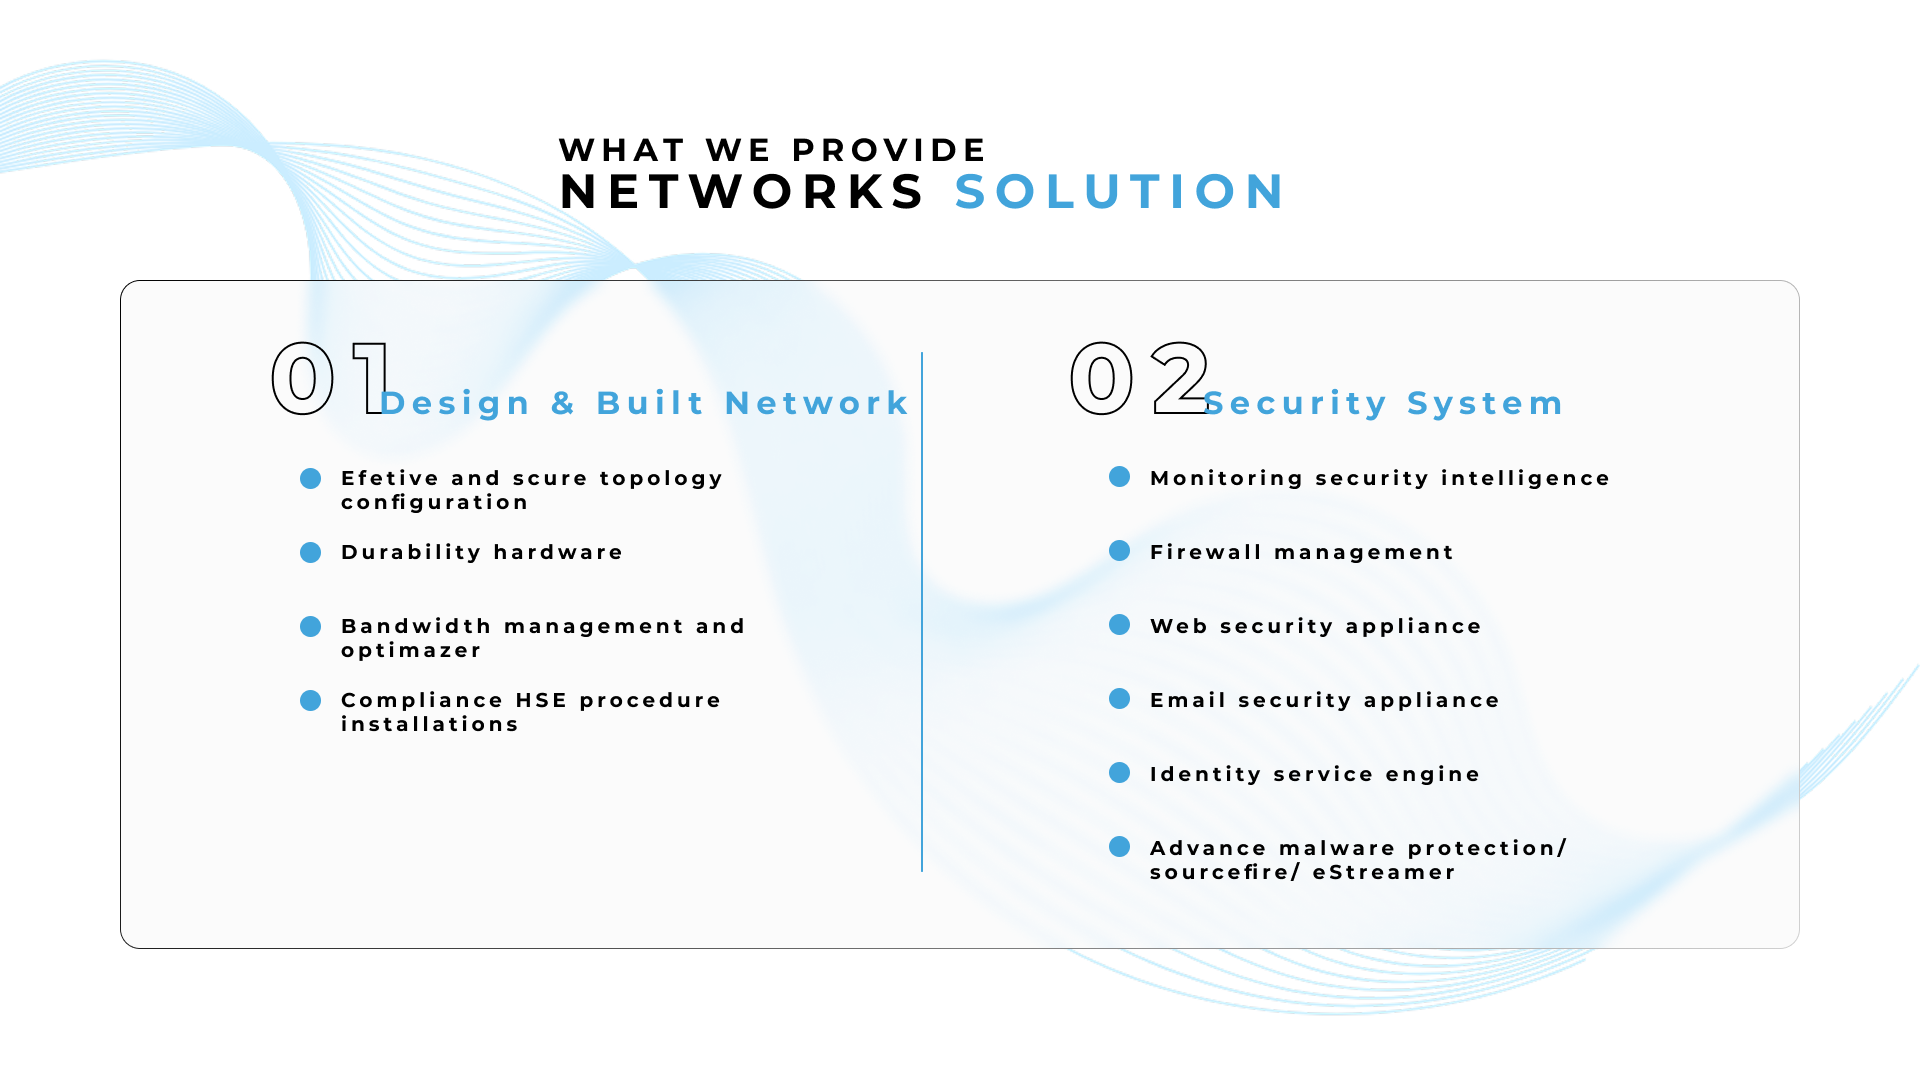 WHAT WE PROVIDE
NETWORKS SOLUTION
01 Design & Built Network
Efetive and scure topology
configuration
Durability hardware
Bandwidth management and
optimazer
Compliance HSE procedure
installations
02 Security System
Monitoring security intelligence
Firewall management
Web security appliance
Email security appliance
Identity service engine
Advance malware protection/
sourcefire/ eStreamer